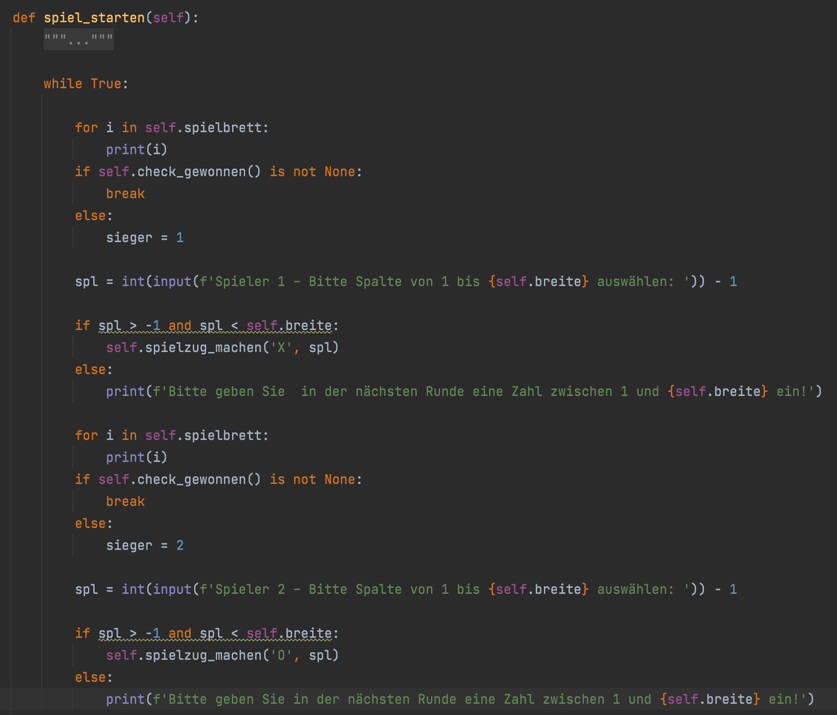 def spiel_starten(self):
"""..."""
while True:
for i in self.spielbrett:
print(i)
if self.check_gewonnen() is not None:
break
else:
sieger = 1
spl = int(input(f'Spieler 1 - Bitte Spalte von 1 bis {self.breite} auswählen: ')) - 1
if spl > -1 and spl < self.breite:
self.spielzug_machen('X', spl)
else:
print(f'Bitte geben Sie  in der nächsten Runde eine Zahl zwischen 1 und {self.breite} ein!')
for i in self.spielbrett:
print(i)
if self.check_gewonnen() is not None:
break
else:
sieger = 2
spl = int(input(f'Spieler 2 - Bitte Spalte von 1 bis {self.breite} auswählen: ')) - 1
if spl > -1 and spl < self.breite:
self.spielzug_machen('O', spl)
else:
print(f'Bitte geben Sie in der nächsten Runde eine Zahl zwischen 1 und {self.breite} ein!')